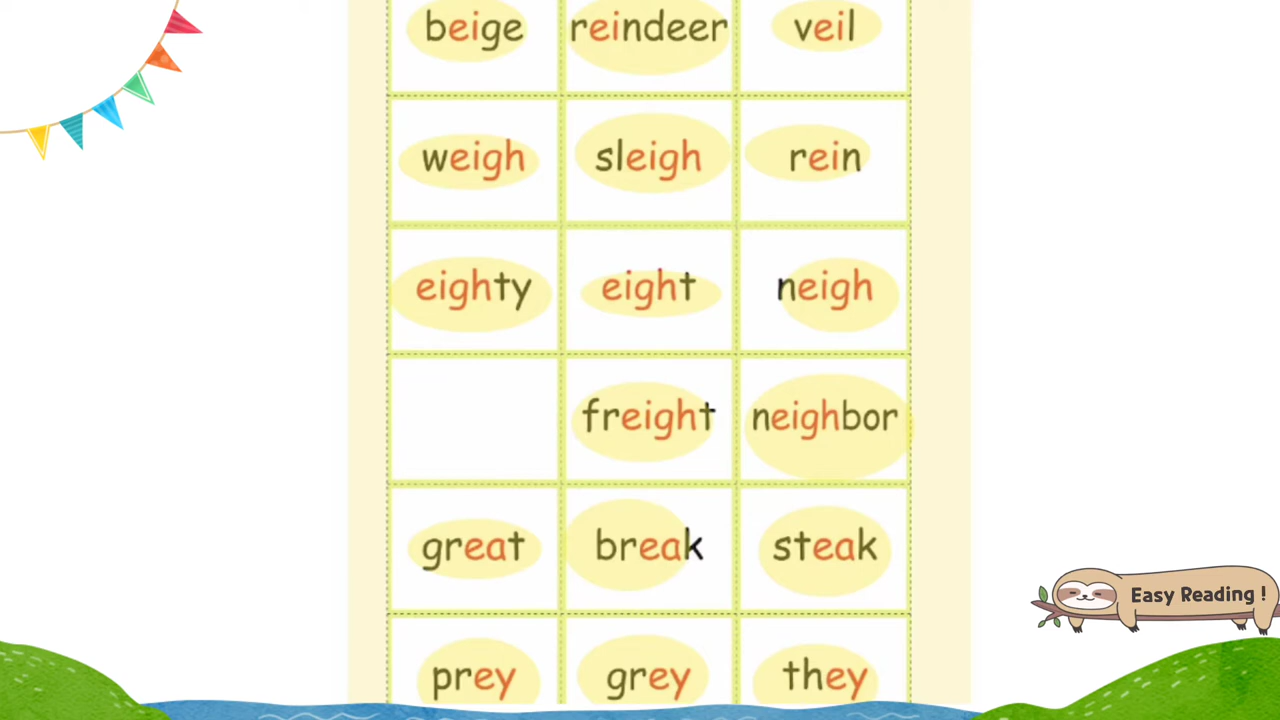 beige reindeer veil
weigh sleigh rein
eighty eight neigh
freight neighbor
great break steak
Easy Reading !
prey grey they